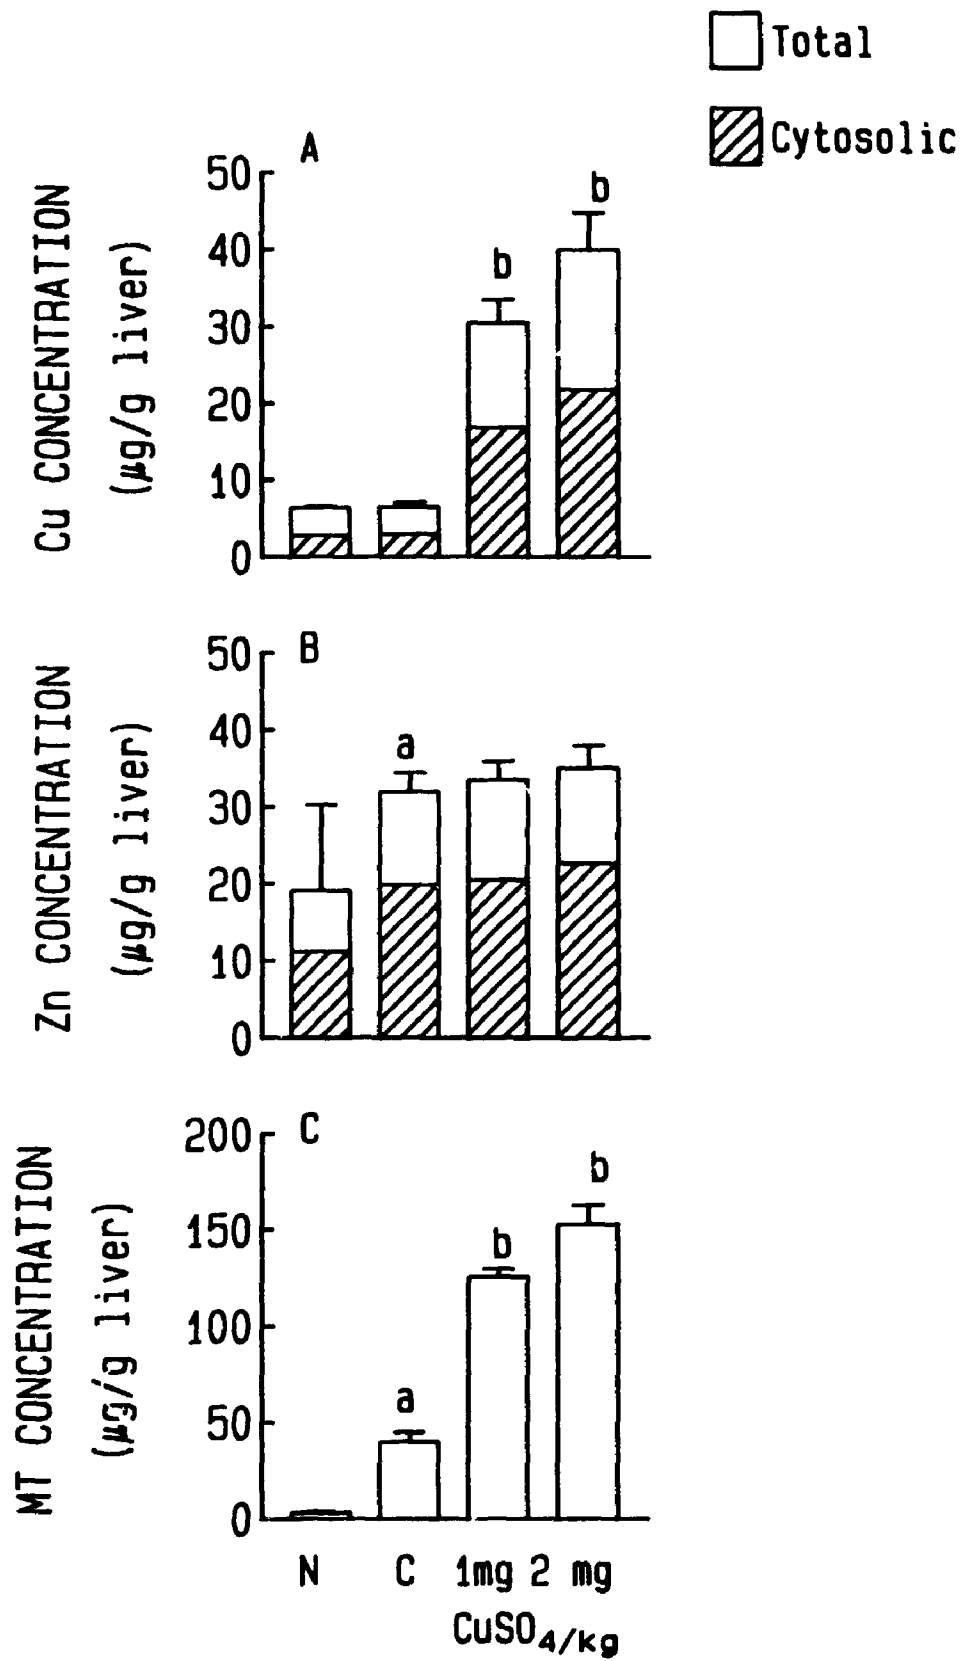 Total
Cytosolic
A
Cu CONCENTRATION
(µg/g liver)
50
40
30
20
10
0
b
b
B
Zn CONCENTRATION
(µg/g liver)
50
40
30
20
10
0
a
C
MT CONCENTRATION
(µg/g liver)
200
150
100
50
0
a
b
b
N C 1mg 2 mg
CuSO4/kg